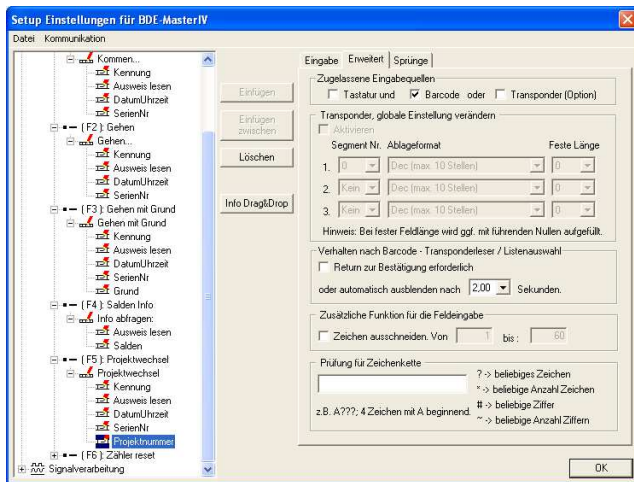 Setup Einstellungen für BDE-MasterIV
Datei Kommunikation
Kommen...
Kennung
Ausweis lesen
DatumUhrzeit
SerienNr
( F2 ): Gehen
Gehen...
Kennung
Ausweis lesen
DatumUhrzeit
SerienNr
( F3 ): Gehen mit Grund
Gehen mit Grund
Kennung
Ausweis lesen
DatumUhrzeit
SerienNr
Grund
( F4 ): Salden Info
Info abfragen:
Ausweis lesen
Salden
( F5 ): Projektwechsel
Projektwechsel
Kennung
Ausweis lesen
DatumUhrzeit
SerienNr
Projektnummer
( F6 ): Zähler reset
Signalverarbeitung
Einfügen
Einfügen
zwischen
Löschen
Info Drag&Drop
Eingabe Erweitert Sprünge
Zugelassene Eingabequellen
Tastatur und Barcode oder Transponder (Option)
Transponder, globale Einstellung verändern
Aktivieren
Segment Nr. Ablageformat Feste Länge
1. 0 Dec (max. 10 Stellen) 0
2. Kein Dec (max. 10 Stellen) 0
3. Kein Dec (max. 10 Stellen) 0
Hinweis: Bei fester Feldlänge wird ggf. mit führenden Nullen aufgefüllt.
Verhalten nach Barcode - Transponderleser / Listenauswahl
Return zur Bestätigung erforderlich
oder automatisch ausblenden nach 2,00 Sekunden.
Zusätzliche Funktion für die Feldeingabe
Zeichen ausschneiden. Von 1 bis : 60
Prüfung für Zeichenkette
? -> beliebiges Zeichen
* -> beliebige Anzahl Zeichen
# -> beliebige Ziffer
~ -> beliebige Anzahl Ziffern
z.B. A???; 4 Zeichen mit A beginnend.
OK